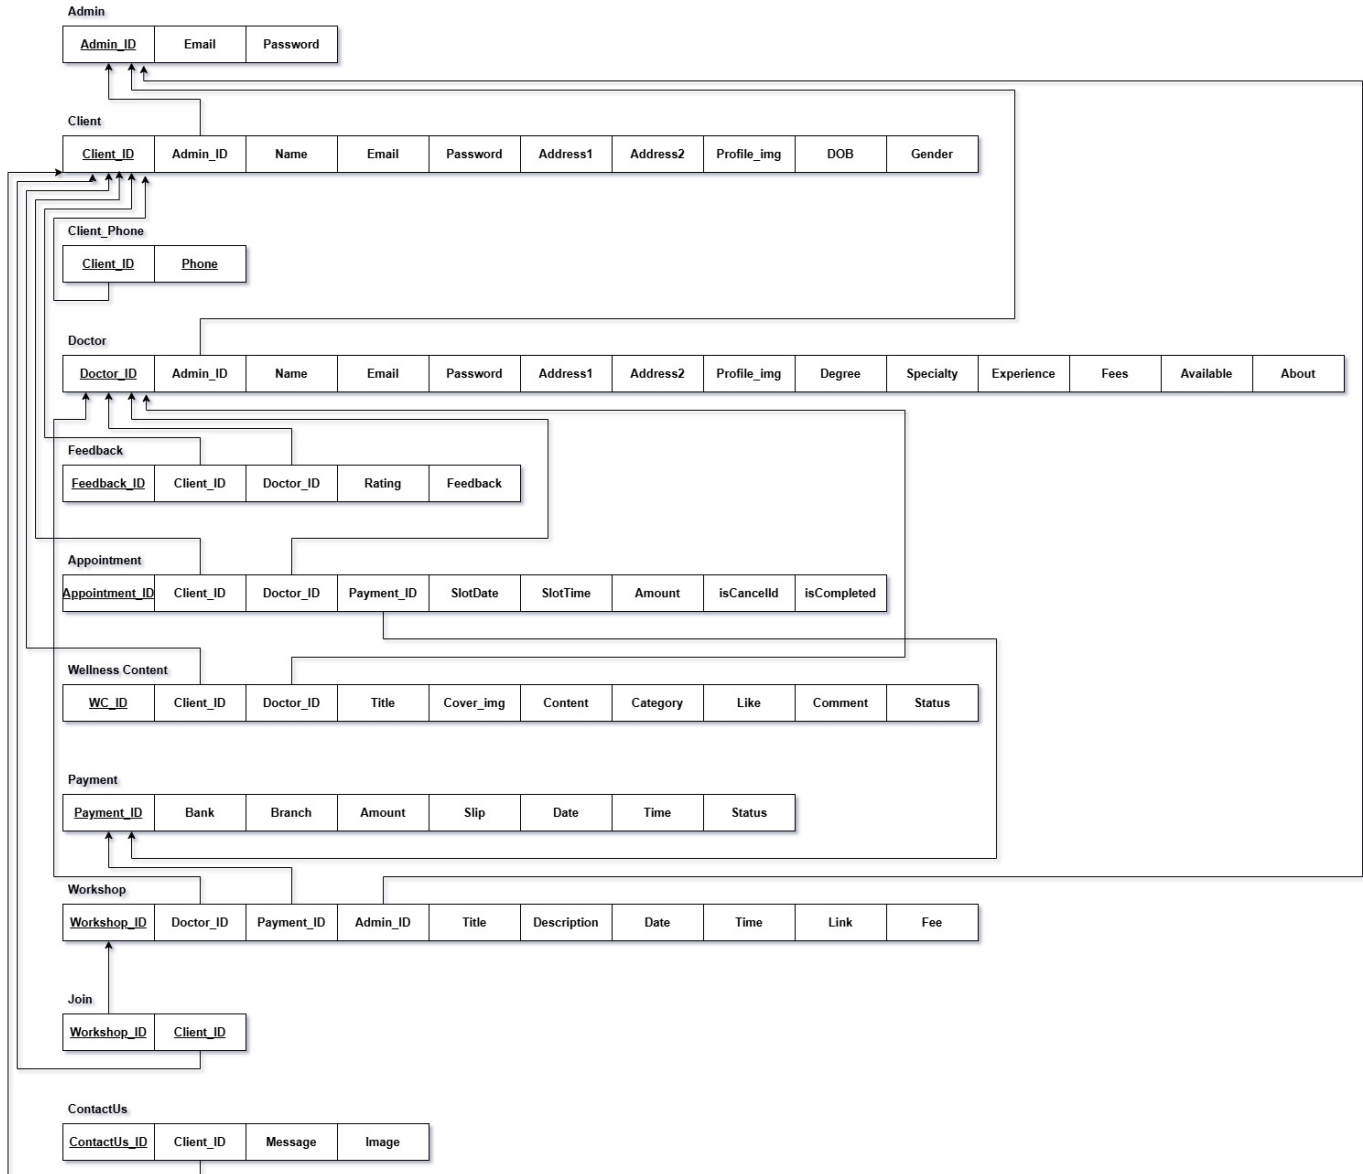 Admin
Admin_ID Email Password
Client
Client_ID Admin_ID Name Email Password Address1 Address2 Profile_img DOB Gender
Client_Phone
Client_ID Phone
Doctor
Doctor_ID Admin_ID Name Email Password Address1 Address2 Profile_img Degree Specialty Experience Fees Available About
Feedback
Feedback_ID Client_ID Doctor_ID Rating Feedback
Appointment
Appointment_ID Client_ID Doctor_ID Payment_ID SlotDate SlotTime Amount isCancelld isCompleted
Wellness Content
WC_ID Client_ID Doctor_ID Title Cover_img Content Category Like Comment Status
Payment
Payment_ID Bank Branch Amount Slip Date Time Status
Workshop
Workshop_ID Doctor_ID Payment_ID Admin_ID Title Description Date Time Link Fee
Join
Workshop_ID Client_ID
ContactUs
ContactUs_ID Client_ID Message Image